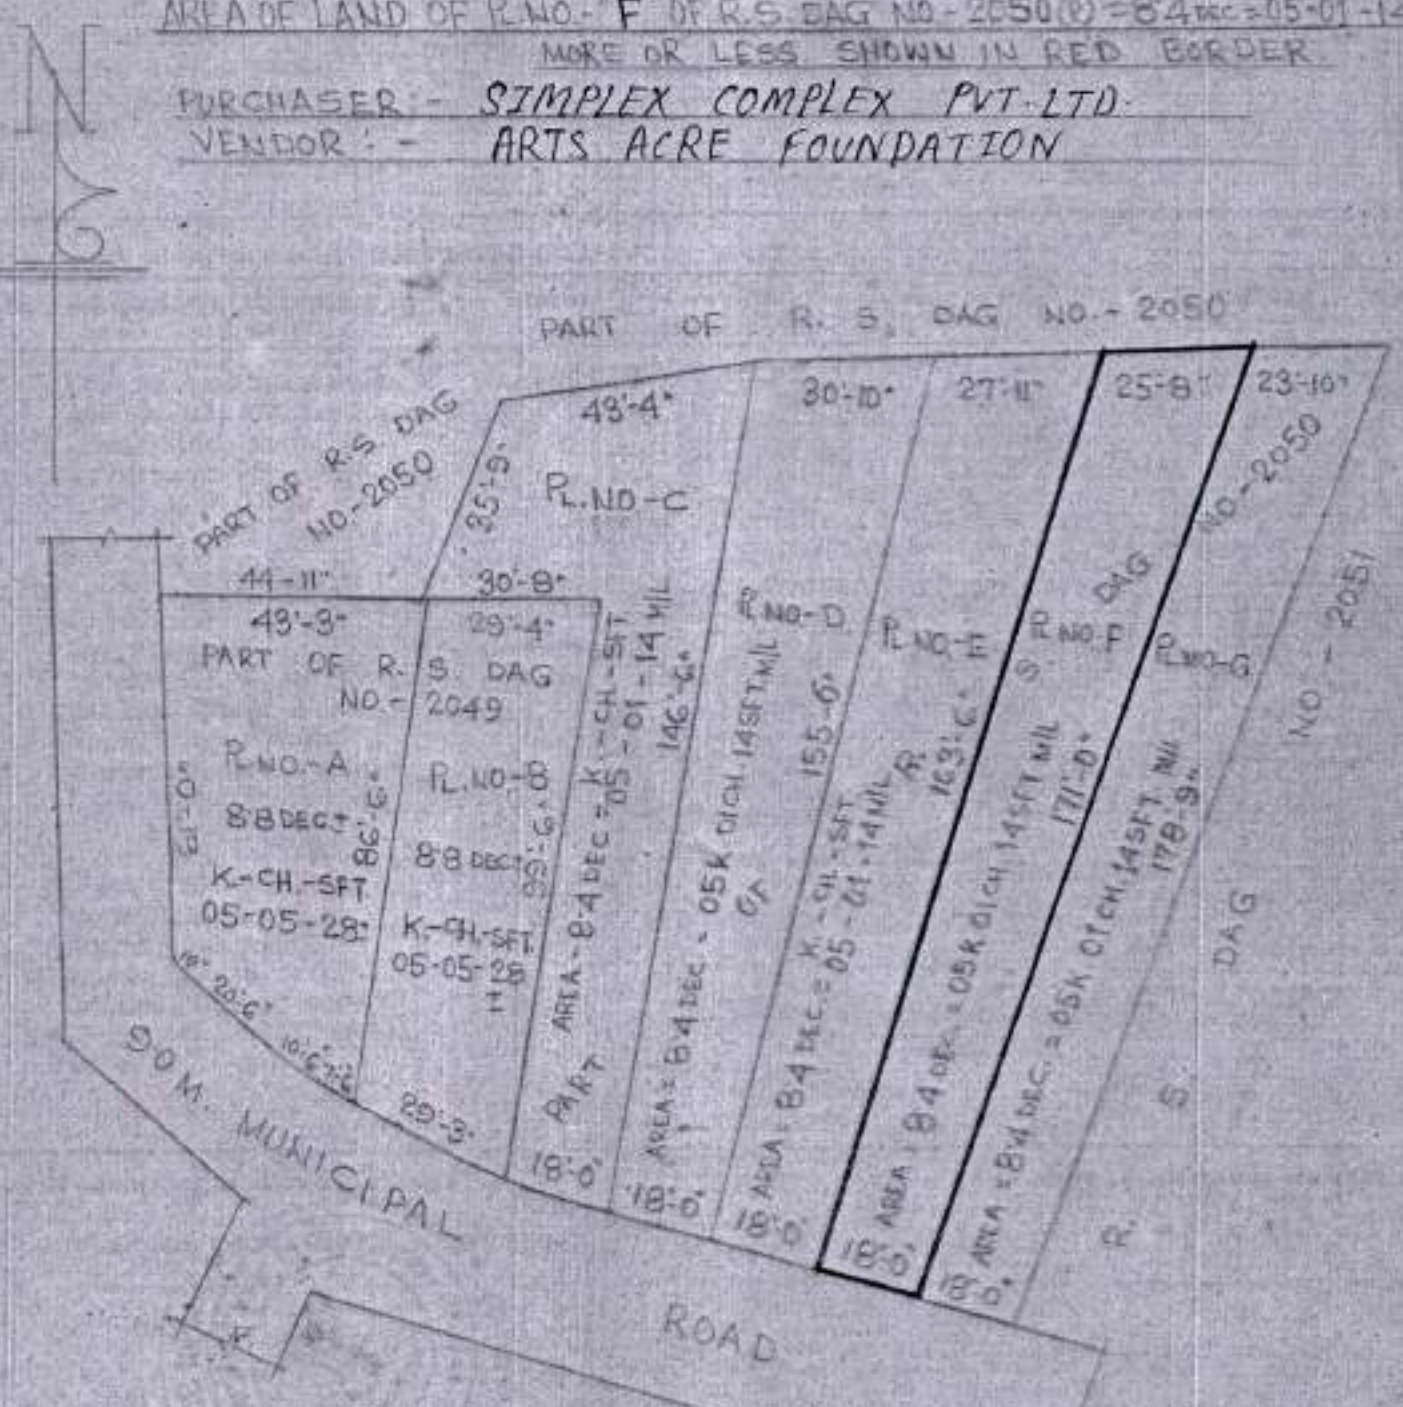 AREA OF LAND OF PL.NO.- "F" OF R.S. DAG NO.- 2050(P) = 8.4 DEC = 05-01-14
MORE OR LESS SHOWN IN RED BORDER.
PURCHASER :- SIMPLEX COMPLEX PVT. LTD.
VENDOR :- ARTS ACRE FOUNDATION
N
PART OF R. S. DAG NO.- 2050
PART OF R.S. DAG
NO.-2050
43'-4"
30'-10"
27'-11"
25'-8"
23'-10"
35'-9"
PL.NO-C
44'-11"
30'-8"
43'-3"
29'-4"
PART OF R. S. DAG
NO.- 2049
PL.NO.-A
8.8 DEC±
K.-CH.-SFT
05-05-28
86'-6"
PL.NO-B
8.8 DEC±
K.-CH.-SFT
05-05-28
99'-6"
AREA = 8.4 DEC = K.-CH.-SFT
05-01-14 M/L
146'-6"
PART
PL.NO-D
AREA = 8.4 DEC = 05K 01CH. 14SFT. M/L
155'-6"
OF
PL.NO-E
AREA = 8.4 DEC. = K.-CH.-SFT
05-01-14 M/L
163'-6"
R.
PL.NO-F
AREA = 8.4 DEC. = 05K 01CH. 14SFT M/L
171'-0"
S.
DAG
NO.-2050
PL.NO-G
AREA = 8.4 DEC. = 05K 01CH. 14SFT. M/L
178'-9"
R. S. DAG NO.- 2051
10"
20'-6"
10'-6"
7'-6"
29'-3"
18'-0"
18'-0"
18'-0"
18'-0"
18'-0"
9.0 M. MUNICIPAL ROAD